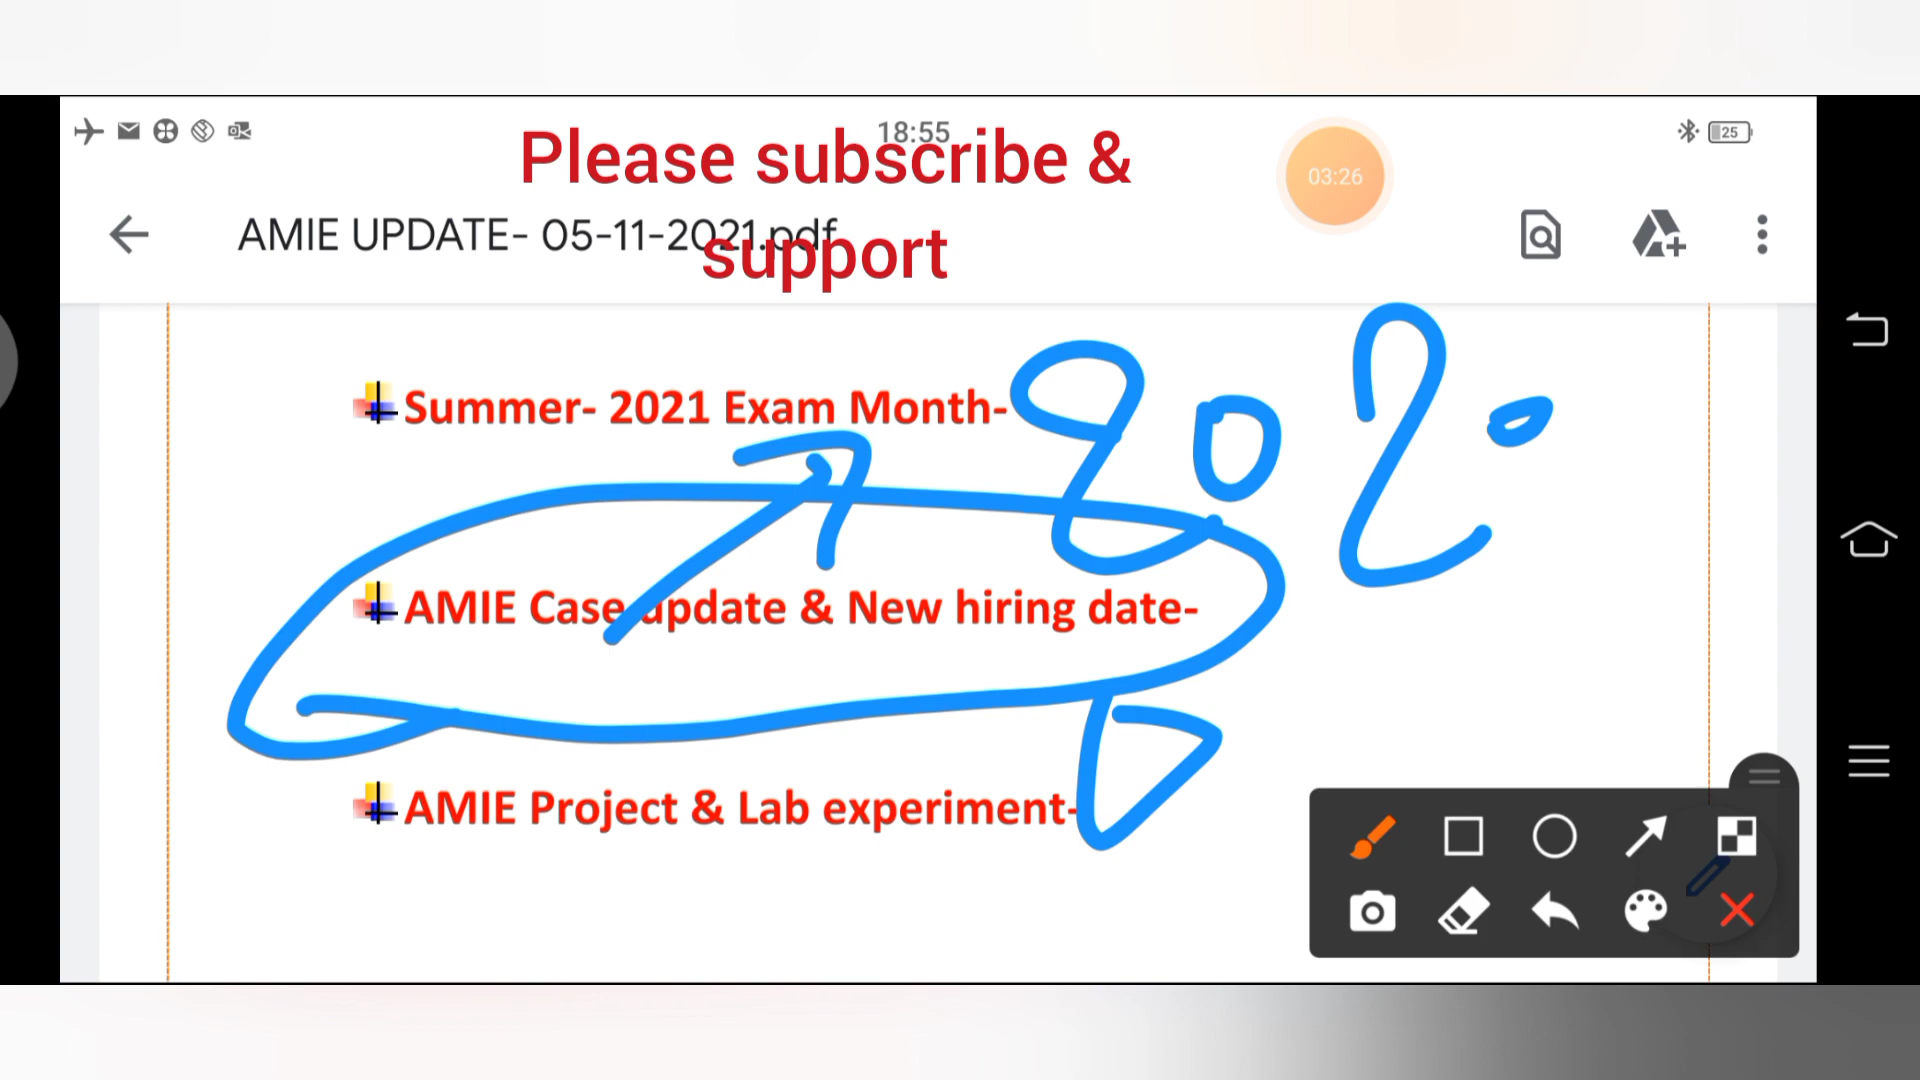 18:55
25
Please subscribe &
support
03:26
AMIE UPDATE- 05-11-2021.pdf
Summer- 2021 Exam Month-
AMIE Case update & New hiring date-
AMIE Project & Lab experiment-